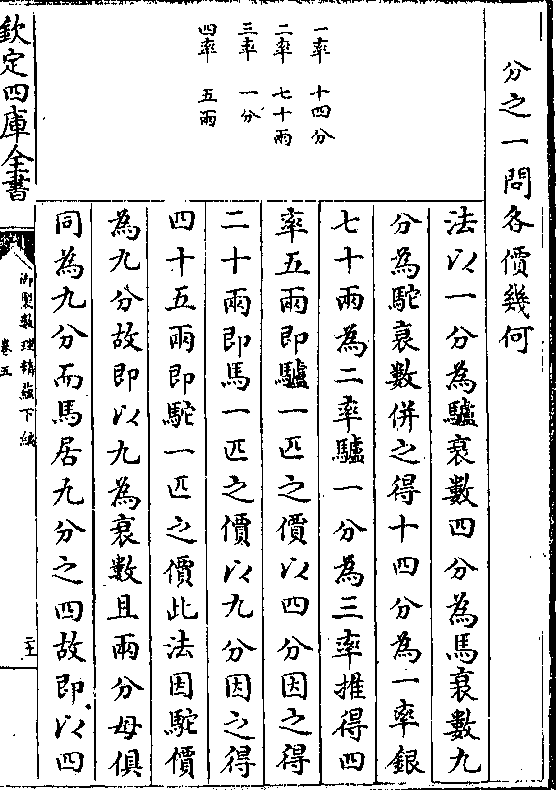 分之一問各價幾何
一率　十四分
二率　七十兩
三率　一分
四率　五兩
法以一分為驢衰數四分為馬衰數九
分為駝衰數併之得十四分為一率銀
七十兩為二率驢一分為三率推得四
率五兩即驢一匹之價以四分因之得
二十兩即馬一匹之價以九分因之得
四十五兩即駝一匹之價此法因駝價
為九分故即以九為衰數且兩分母俱
同為九分而馬居九分之四故即以四
欽定四庫全書
御製數理精蘊下編
卷五